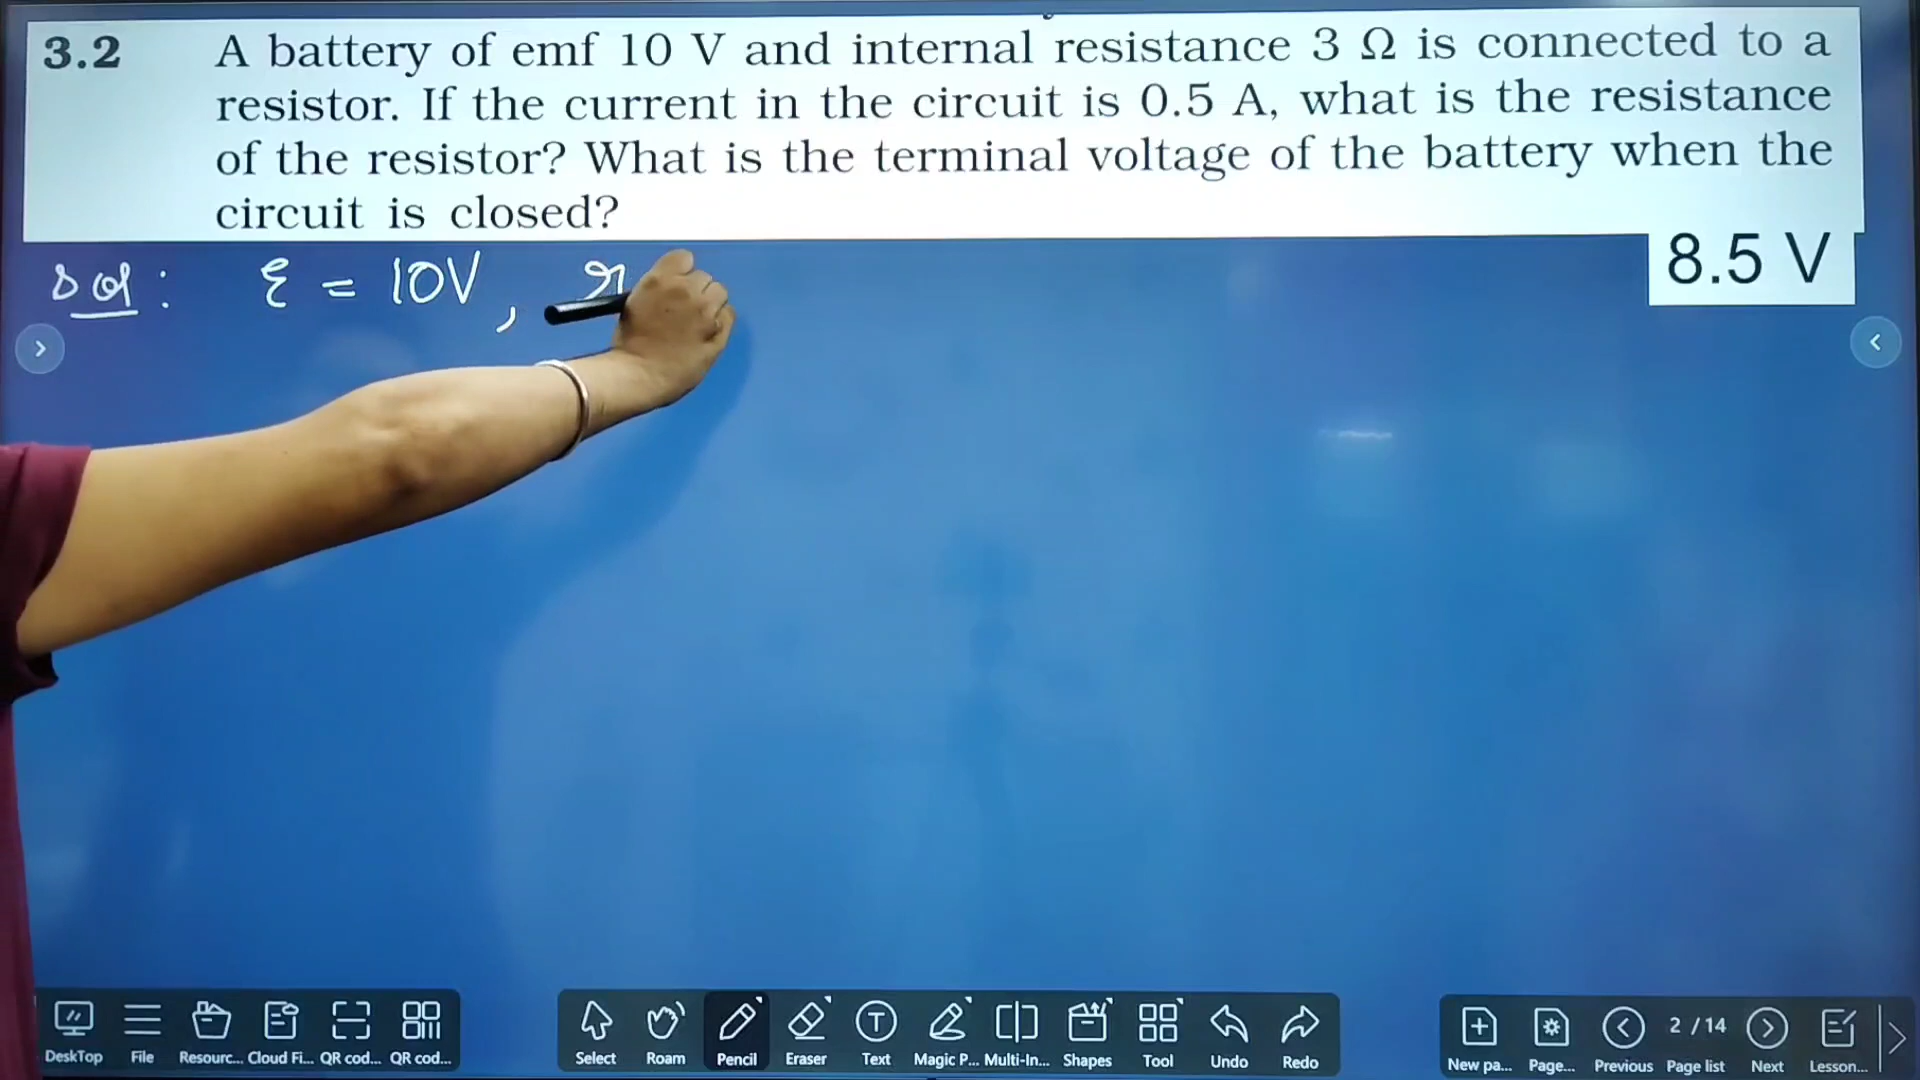 3.2 A battery of emf 10 V and internal resistance 3 Ω is connected to a
resistor. If the current in the circuit is 0.5 A, what is the resistance
of the resistor? What is the terminal voltage of the battery when the
circuit is closed?
8.5 V
Sol : ε = 10V , r
DeskTop File Resourc... Cloud Fi... QR cod... QR cod...
Select Roam Pencil Eraser Text Magic P... Multi-In... Shapes Tool Undo Redo
New pa... Page... Previous 2 /14 Page list Next Lesson...